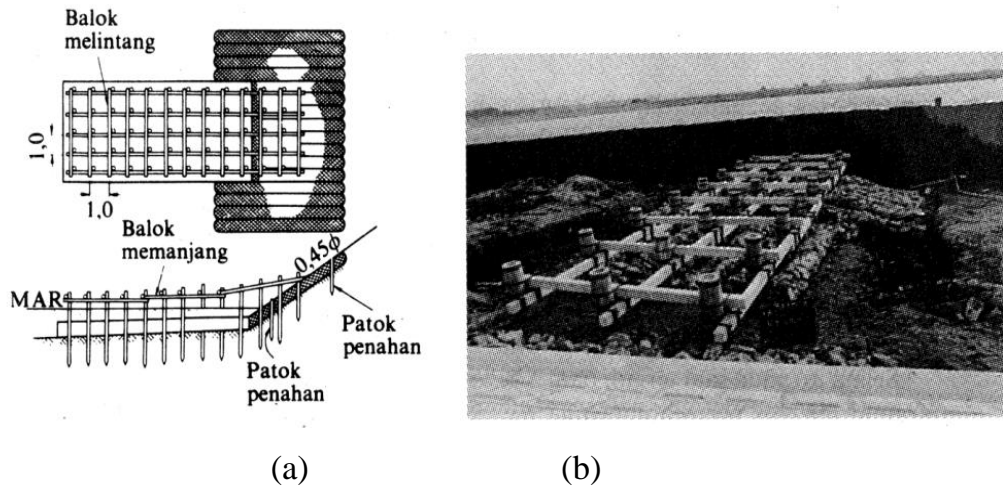 Balok
melintang
1,0
1,0
Balok
memanjang
0,45φ
MAR
Patok
penahan
Patok
penahan
(a)
(b)